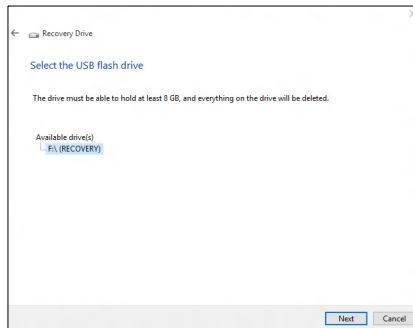 Recovery Drive
Select the USB flash drive
The drive must be able to hold at least 8 GB, and everything on the drive will be deleted.
Available drive(s)
F:\ (RECOVERY)
Next Cancel